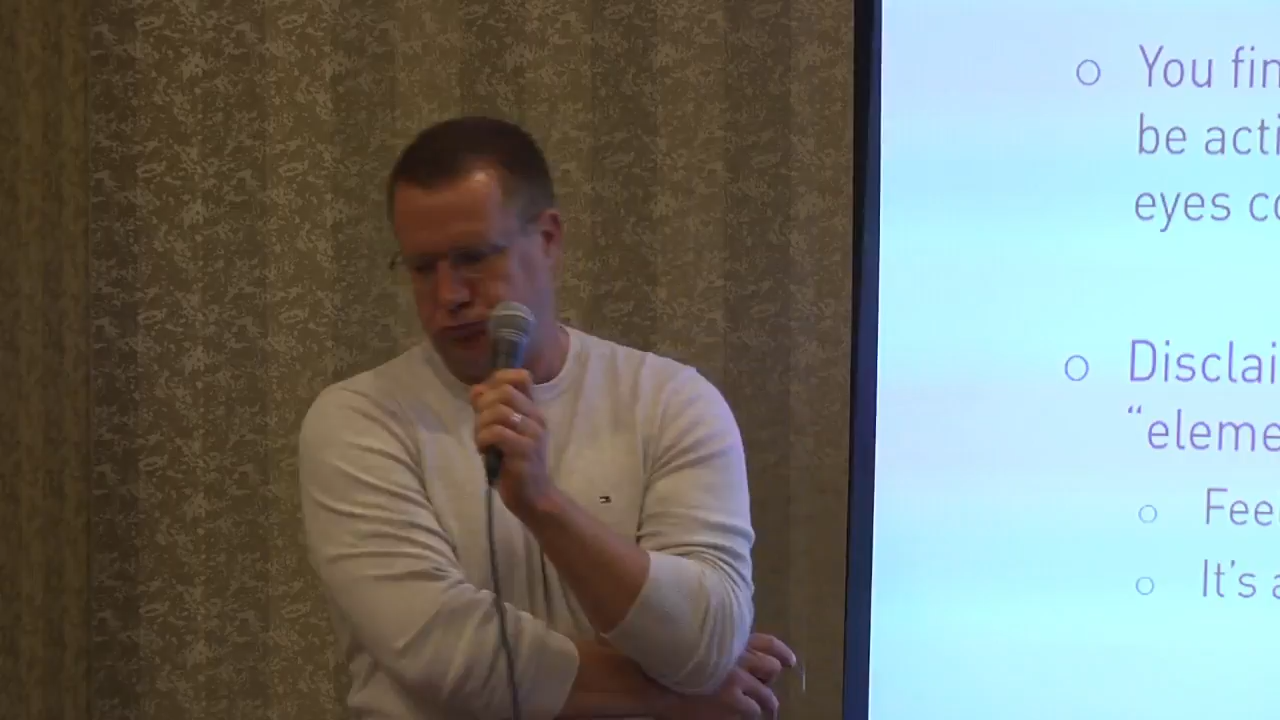 You fin
be acti
eyes co
Disclai
“eleme
Fee
It’s a